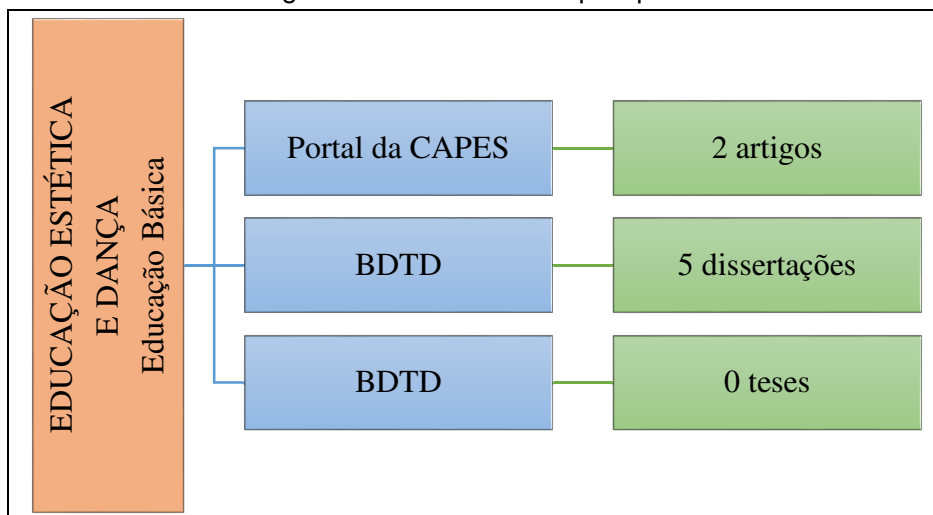 EDUCAÇÃO ESTÉTICA
E DANÇA
Educação Básica
Portal da CAPES
2 artigos
BDTD
5 dissertações
BDTD
0 teses